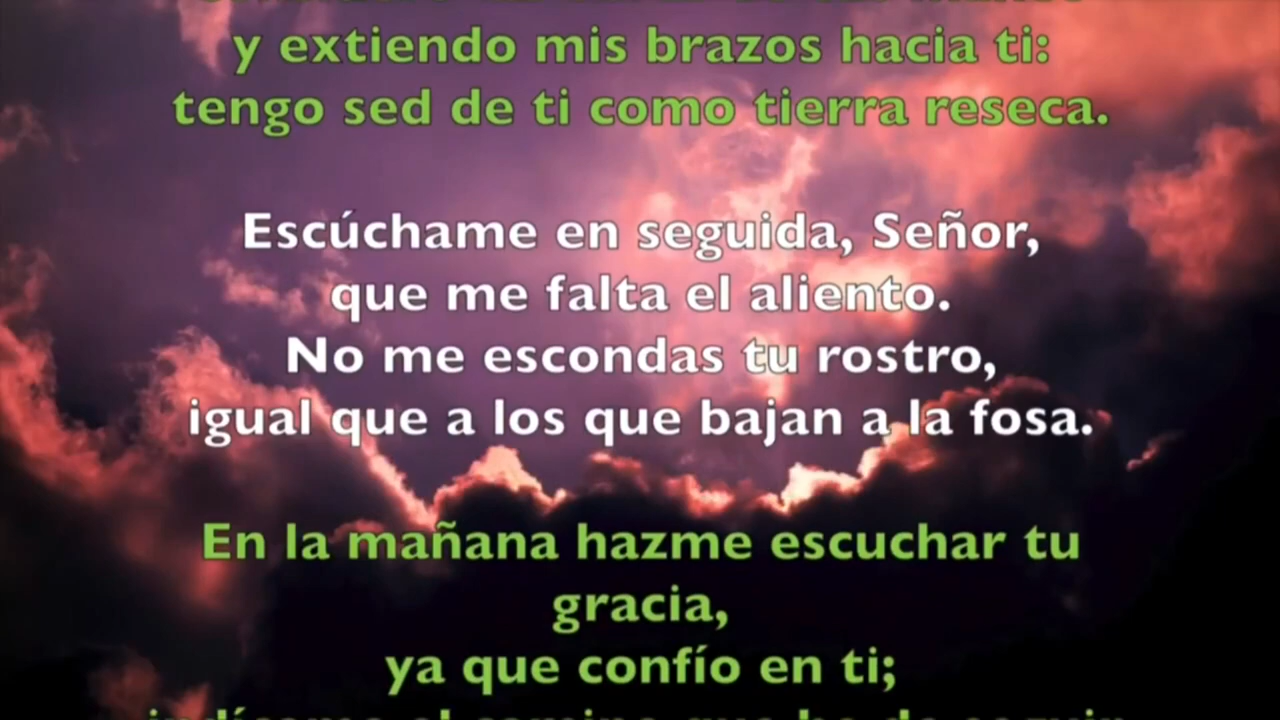 y extiendo mis brazos hacia ti:
tengo sed de ti como tierra reseca.
Escúchame en seguida, Señor,
que me falta el aliento.
No me escondas tu rostro,
igual que a los que bajan a la fosa.
En la mañana hazme escuchar tu
gracia,
ya que confío en ti;